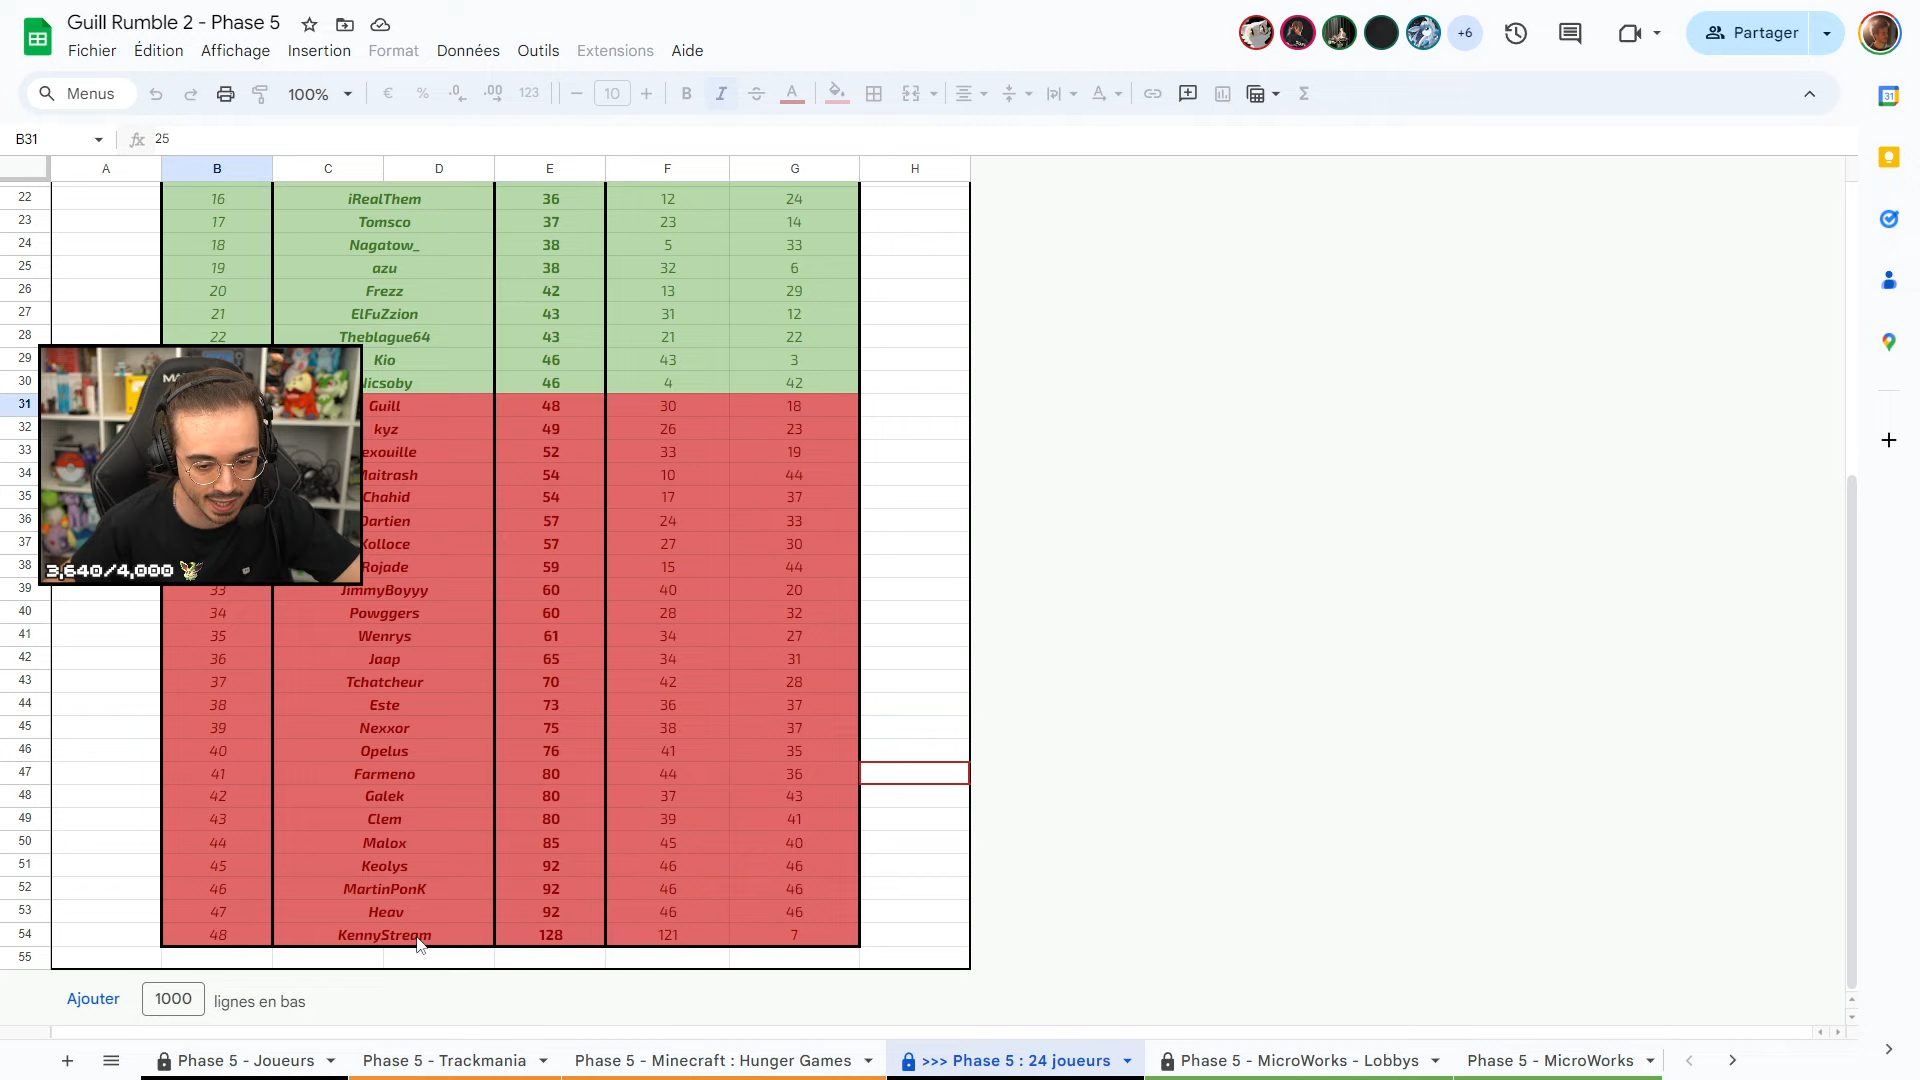 Guill Rumble 2 - Phase 5
Fichier Édition Affichage Insertion Format Données Outils Extensions Aide
+6
Partager
Menus 100% € % .0 .00 123 10 B I A Σ
B31 fx 25
A B C D E F G H
22 16 iRealThem 36 12 24
23 17 Tomsco 37 23 14
24 18 Nagatow_ 38 5 33
25 19 azu 38 32 6
26 20 Frezz 42 13 29
27 21 ElFuZzion 43 31 12
28 22 Theblague64 43 21 22
29 Kio 46 43 3
30 icsoby 46 4 42
31 Guill 48 30 18
32 kyz 49 26 23
33 exouille 52 33 19
34 aitrash 54 10 44
35 Chahid 54 17 37
36 artien 57 24 33
37 olloce 57 27 30
38 Rojade 59 15 44
39 33 JimmyBoyyy 60 40 20
40 34 Powggers 60 28 32
41 35 Wenrys 61 34 27
42 36 Jaap 65 34 31
43 37 Tchatcheur 70 42 28
44 38 Este 73 36 37
45 39 Nexxor 75 38 37
46 40 Opelus 76 41 35
47 41 Farmeno 80 44 36
48 42 Galek 80 37 43
49 43 Clem 80 39 41
50 44 Malox 85 45 40
51 45 Keolys 92 46 46
52 46 MartinPonK 92 46 46
53 47 Heav 92 46 46
54 48 KennyStream 128 121 7
55
3,640/4,000
Ajouter 1000 lignes en bas
Phase 5 - Joueurs Phase 5 - Trackmania Phase 5 - Minecraft : Hunger Games >>> Phase 5 : 24 joueurs Phase 5 - MicroWorks - Lobbys Phase 5 - MicroWorks